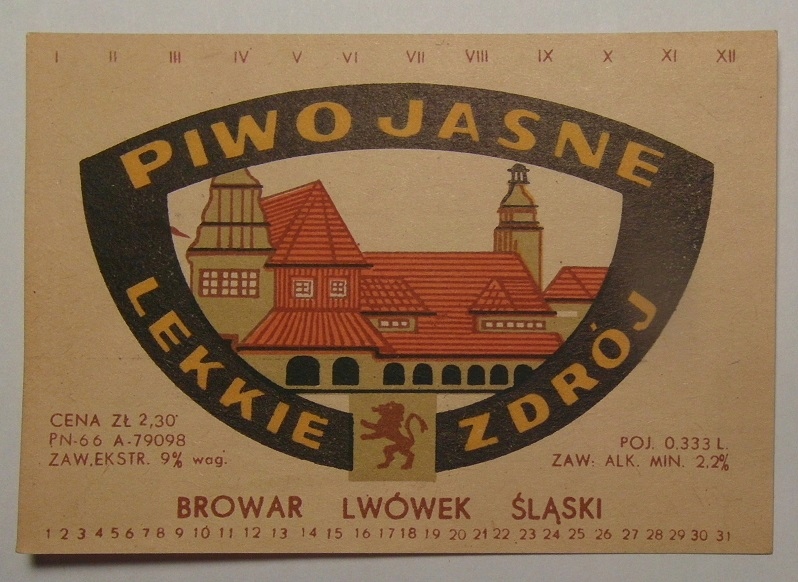 I II III IV V VI VII VIII IX X XI XII
PIWO JASNE
LEKKIE ZDRÓJ
CENA ZŁ 2,30
PN-66 A-79098
ZAW.EKSTR. 9% wag.
POJ. 0.333 L.
ZAW: ALK. MIN. 2.2%
BROWAR LWÓWEK ŚLĄSKI
1 2 3 4 5 6 7 8 9 10 11 12 13 14 15 16 17 18 19 20 21 22 23 24 25 26 27 28 29 30 31